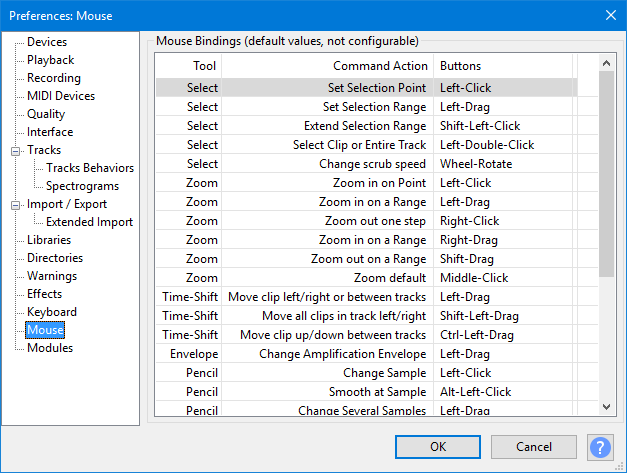 Preferences: Mouse
Devices
Playback
Recording
MIDI Devices
Quality
Interface
Tracks
Tracks Behaviors
Spectrograms
Import / Export
Extended Import
Libraries
Directories
Warnings
Effects
Keyboard
Mouse
Modules
Mouse Bindings (default values, not configurable)
Tool Command Action Buttons
Select Set Selection Point Left-Click
Select Set Selection Range Left-Drag
Select Extend Selection Range Shift-Left-Click
Select Select Clip or Entire Track Left-Double-Click
Select Change scrub speed Wheel-Rotate
Zoom Zoom in on Point Left-Click
Zoom Zoom in on a Range Left-Drag
Zoom Zoom out one step Right-Click
Zoom Zoom in on a Range Right-Drag
Zoom Zoom out on a Range Shift-Drag
Zoom Zoom default Middle-Click
Time-Shift Move clip left/right or between tracks Left-Drag
Time-Shift Move all clips in track left/right Shift-Left-Drag
Time-Shift Move clip up/down between tracks Ctrl-Left-Drag
Envelope Change Amplification Envelope Left-Drag
Pencil Change Sample Left-Click
Pencil Smooth at Sample Alt-Left-Click
Pencil Change Several Samples Left-Drag
OK Cancel ?